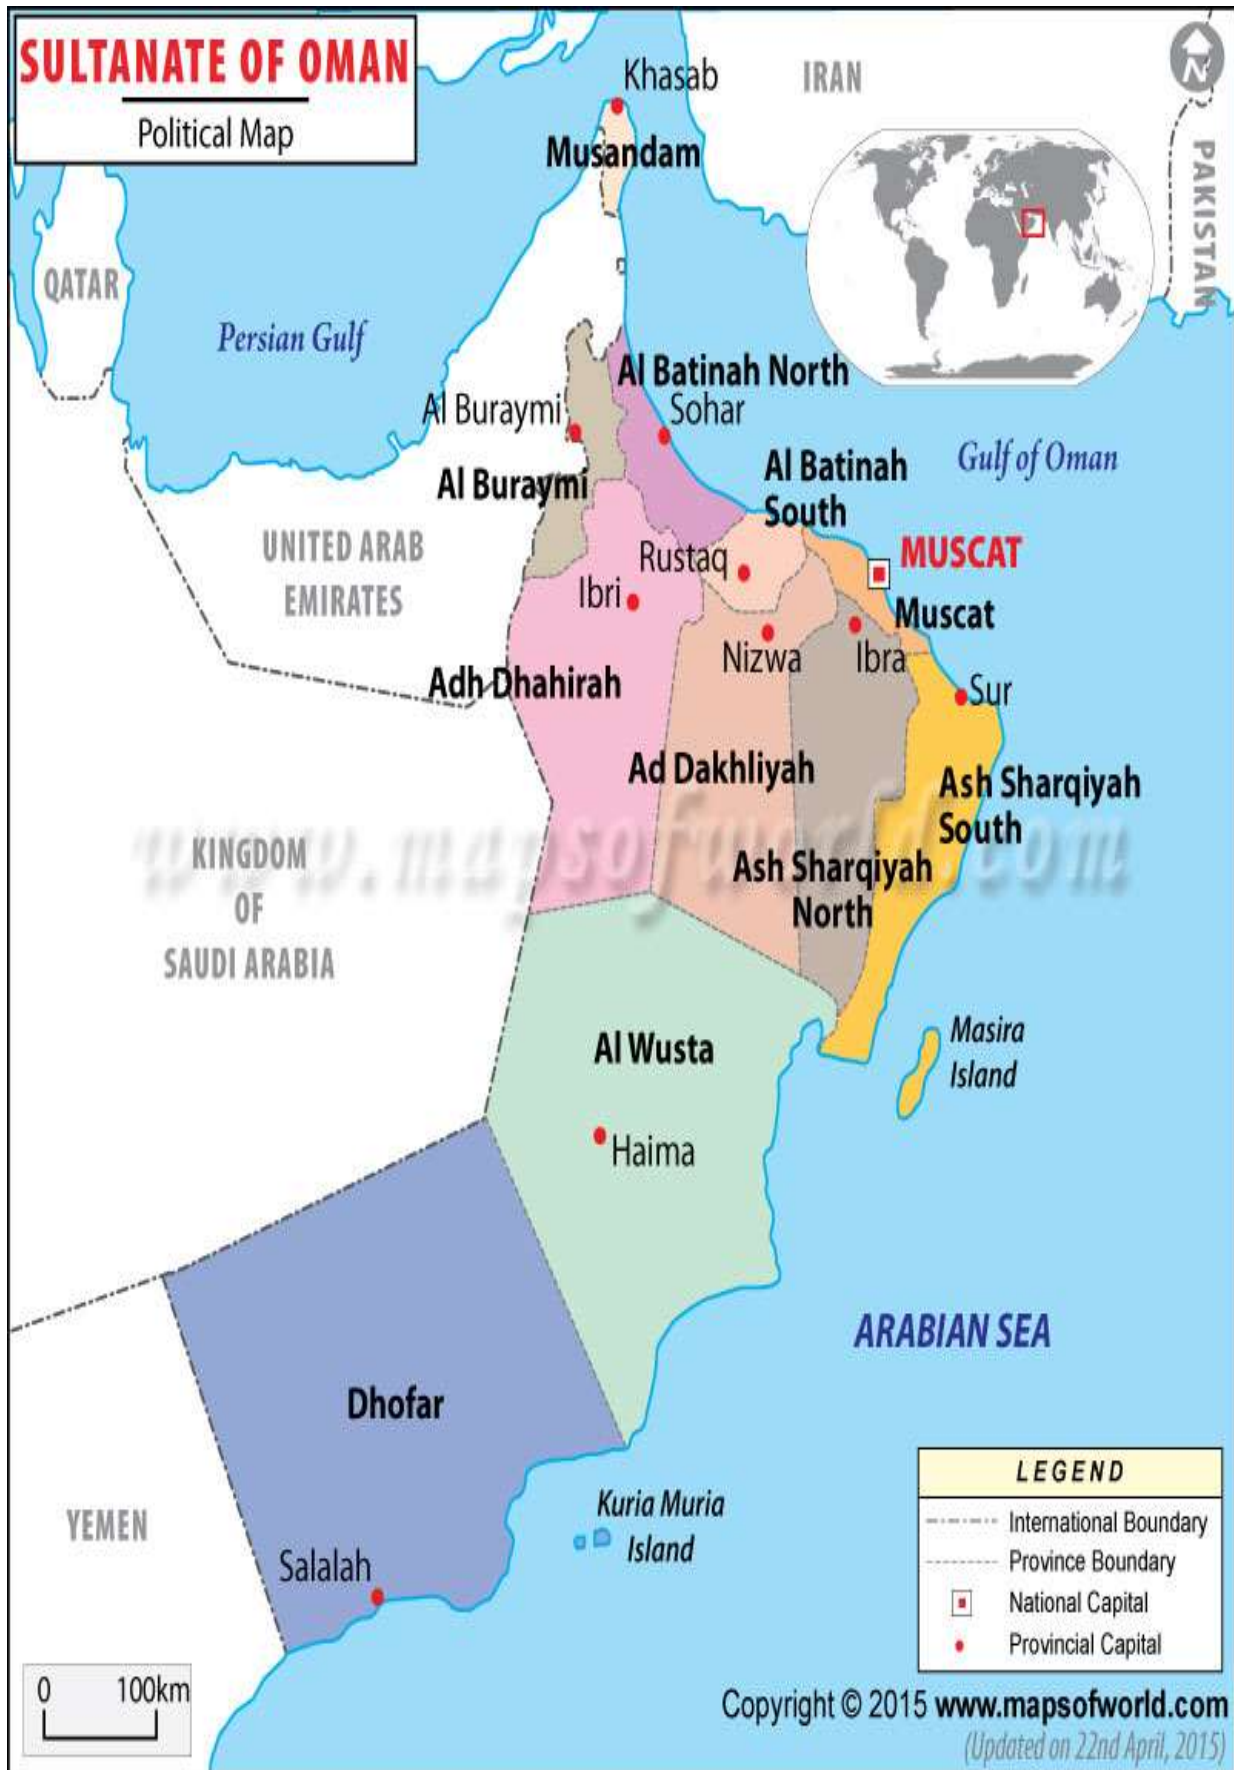 SULTANATE OF OMAN
Political Map
Khasab
IRAN
Musandam
PAKISTAN
N
QATAR
Persian Gulf
Al Batinah North
Al Buraymi
Sohar
Gulf of Oman
Al Batinah
South
Al Buraymi
UNITED ARAB
EMIRATES
Rustaq
MUSCAT
Ibri
Muscat
Nizwa
Ibra
Adh Dhahirah
Sur
Ad Dakhliyah
Ash Sharqiyah
South
www.mapsofworld.com
KINGDOM
OF
SAUDI ARABIA
Ash Sharqiyah
North
Masira
Island
Al Wusta
Haima
ARABIAN SEA
Dhofar
LEGEND
International Boundary
Province Boundary
National Capital
Provincial Capital
Kuria Muria
Island
YEMEN
Salalah
0 100km
Copyright © 2015 www.mapsofworld.com
(Updated on 22nd April, 2015)